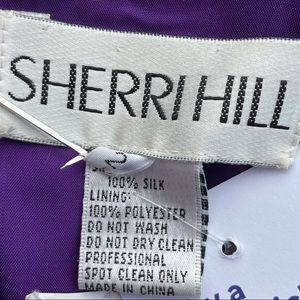 SHERRI HILL
2
100% SILK
LINING:
100% POLYESTER
DO NOT WASH
DO NOT DRY CLEAN
PROFESSIONAL
SPOT CLEAN ONLY
MADE IN CHINA